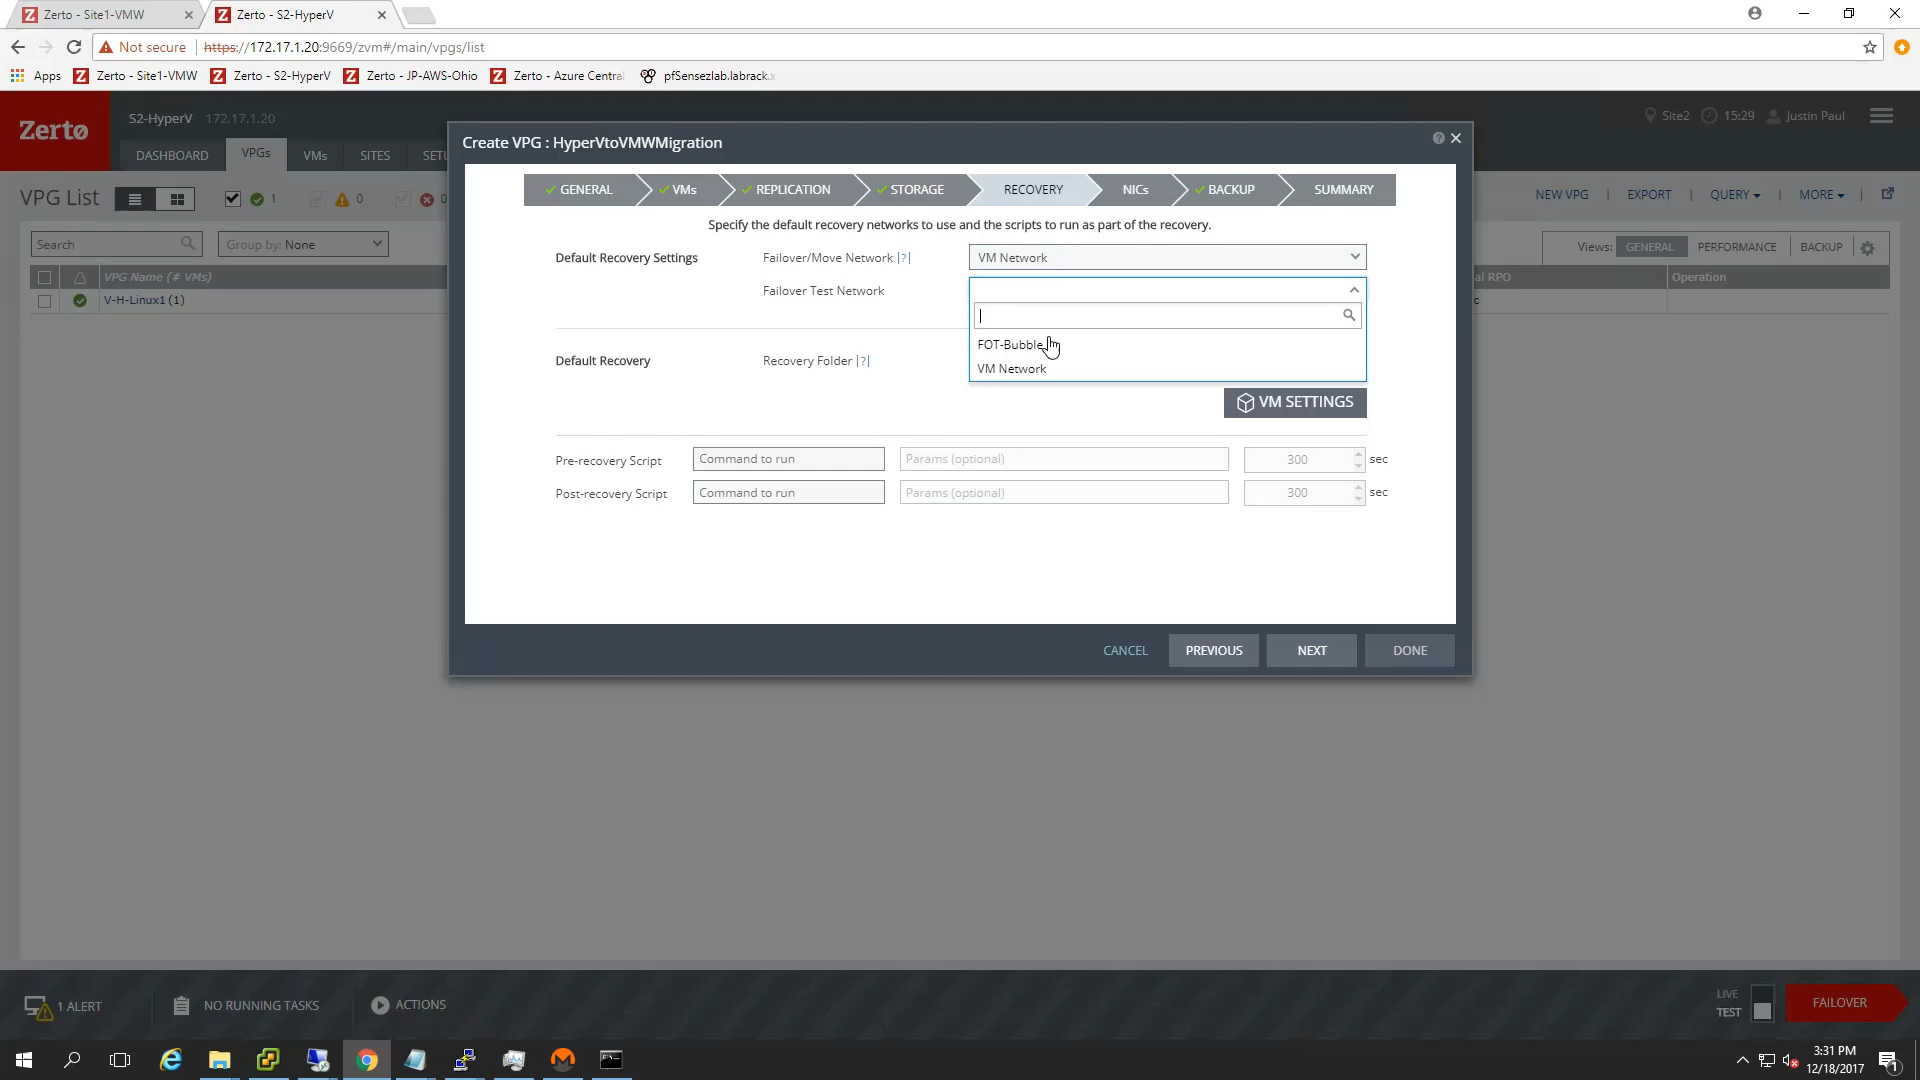 Zerto - Site1-VMW
Zerto - S2-HyperV
Not secure
https://172.17.1.20:9669/zvm#/main/vpgs/list
Apps
Zerto - Site1-VMW
Zerto - S2-HyperV
Zerto - JP-AWS-Ohio
Zerto - Azure Central
pfSensezlab.labrack.
Zerto
S2-HyperV 172.17.1.20
Site2
15:29
Justin Paul
DASHBOARD
VPGs
VMs
SITES
SETU
Create VPG : HyperVtoVMWMigration
VPG List
1
0
0
NEW VPG
EXPORT
QUERY
MORE
Search
Group by: None
Views:
GENERAL
PERFORMANCE
BACKUP
VPG Name (# VMs)
al RPO
Operation
V-H-Linux1 (1)
c
GENERAL
VMs
REPLICATION
STORAGE
RECOVERY
NICs
BACKUP
SUMMARY
Specify the default recovery networks to use and the scripts to run as part of the recovery.
Default Recovery Settings
Failover/Move Network |?|
VM Network
Failover Test Network
FOT-Bubble
VM Network
Default Recovery
Recovery Folder |?|
VM SETTINGS
Pre-recovery Script
Command to run
Params (optional)
300
sec
Post-recovery Script
Command to run
Params (optional)
300
sec
CANCEL
PREVIOUS
NEXT
DONE
1 ALERT
NO RUNNING TASKS
ACTIONS
LIVE
TEST
FAILOVER
3:31 PM
12/18/2017
1